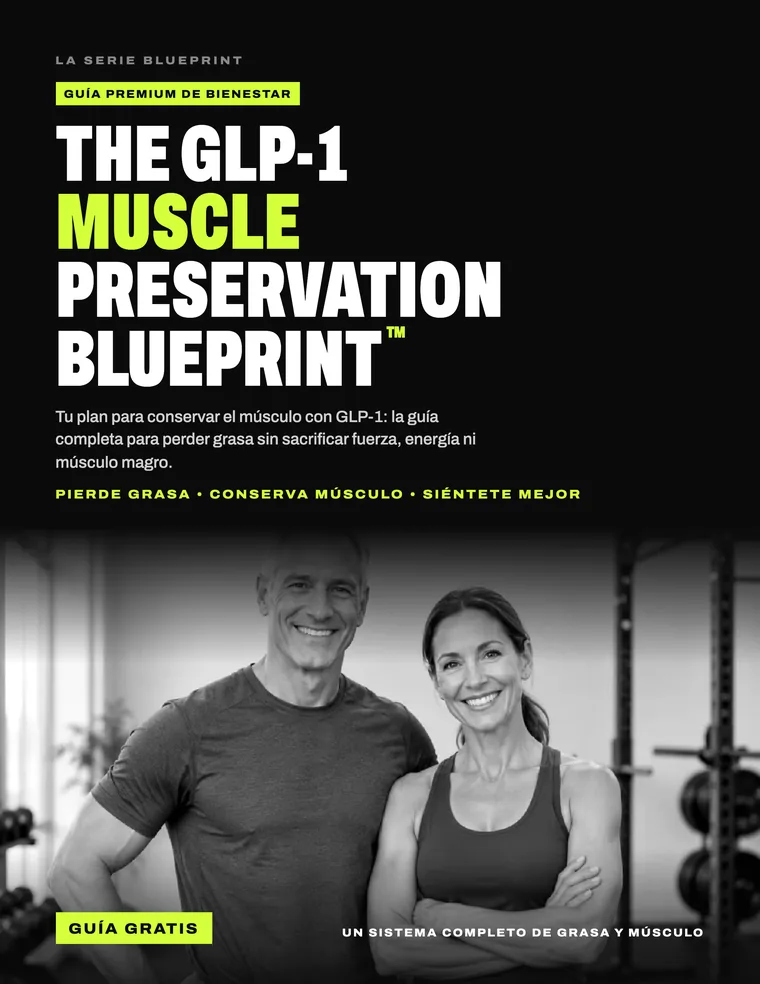 LA SERIE BLUEPRINT
GUÍA PREMIUM DE BIENESTAR
THE GLP-1
MUSCLE
PRESERVATION
BLUEPRINT™
Tu plan para conservar el músculo con GLP-1: la guía
completa para perder grasa sin sacrificar fuerza, energía ni
músculo magro.
PIERDE GRASA • CONSERVA MÚSCULO • SIÉNTETE MEJOR
GUÍA GRATIS
UN SISTEMA COMPLETO DE GRASA Y MÚSCULO